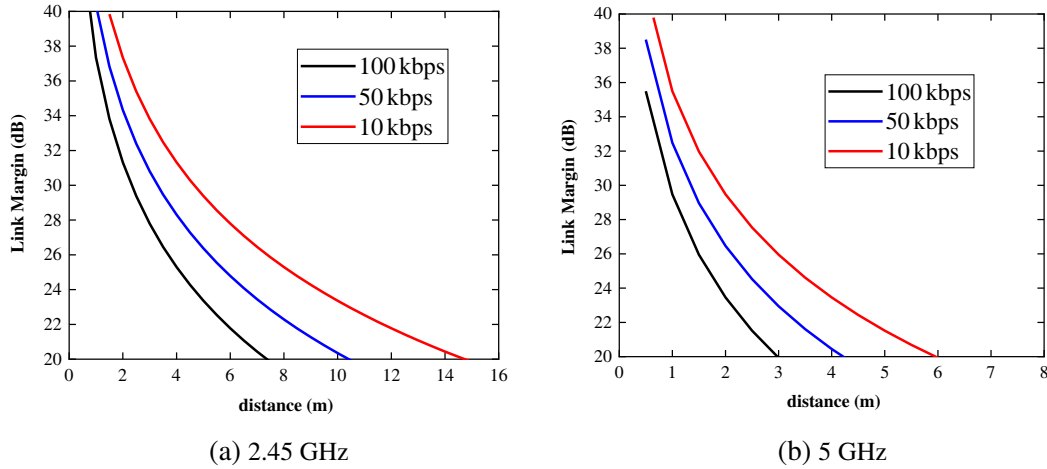 40
38
36
34
32
30
28
26
24
22
20
Link Margin (dB)
0 2 4 6 8 10 12 14 16
distance (m)
100 kbps
50 kbps
10 kbps
(a) 2.45 GHz
40
38
36
34
32
30
28
26
24
22
20
Link Margin (dB)
0 1 2 3 4 5 6 7 8
distance (m)
100 kbps
50 kbps
10 kbps
(b) 5 GHz